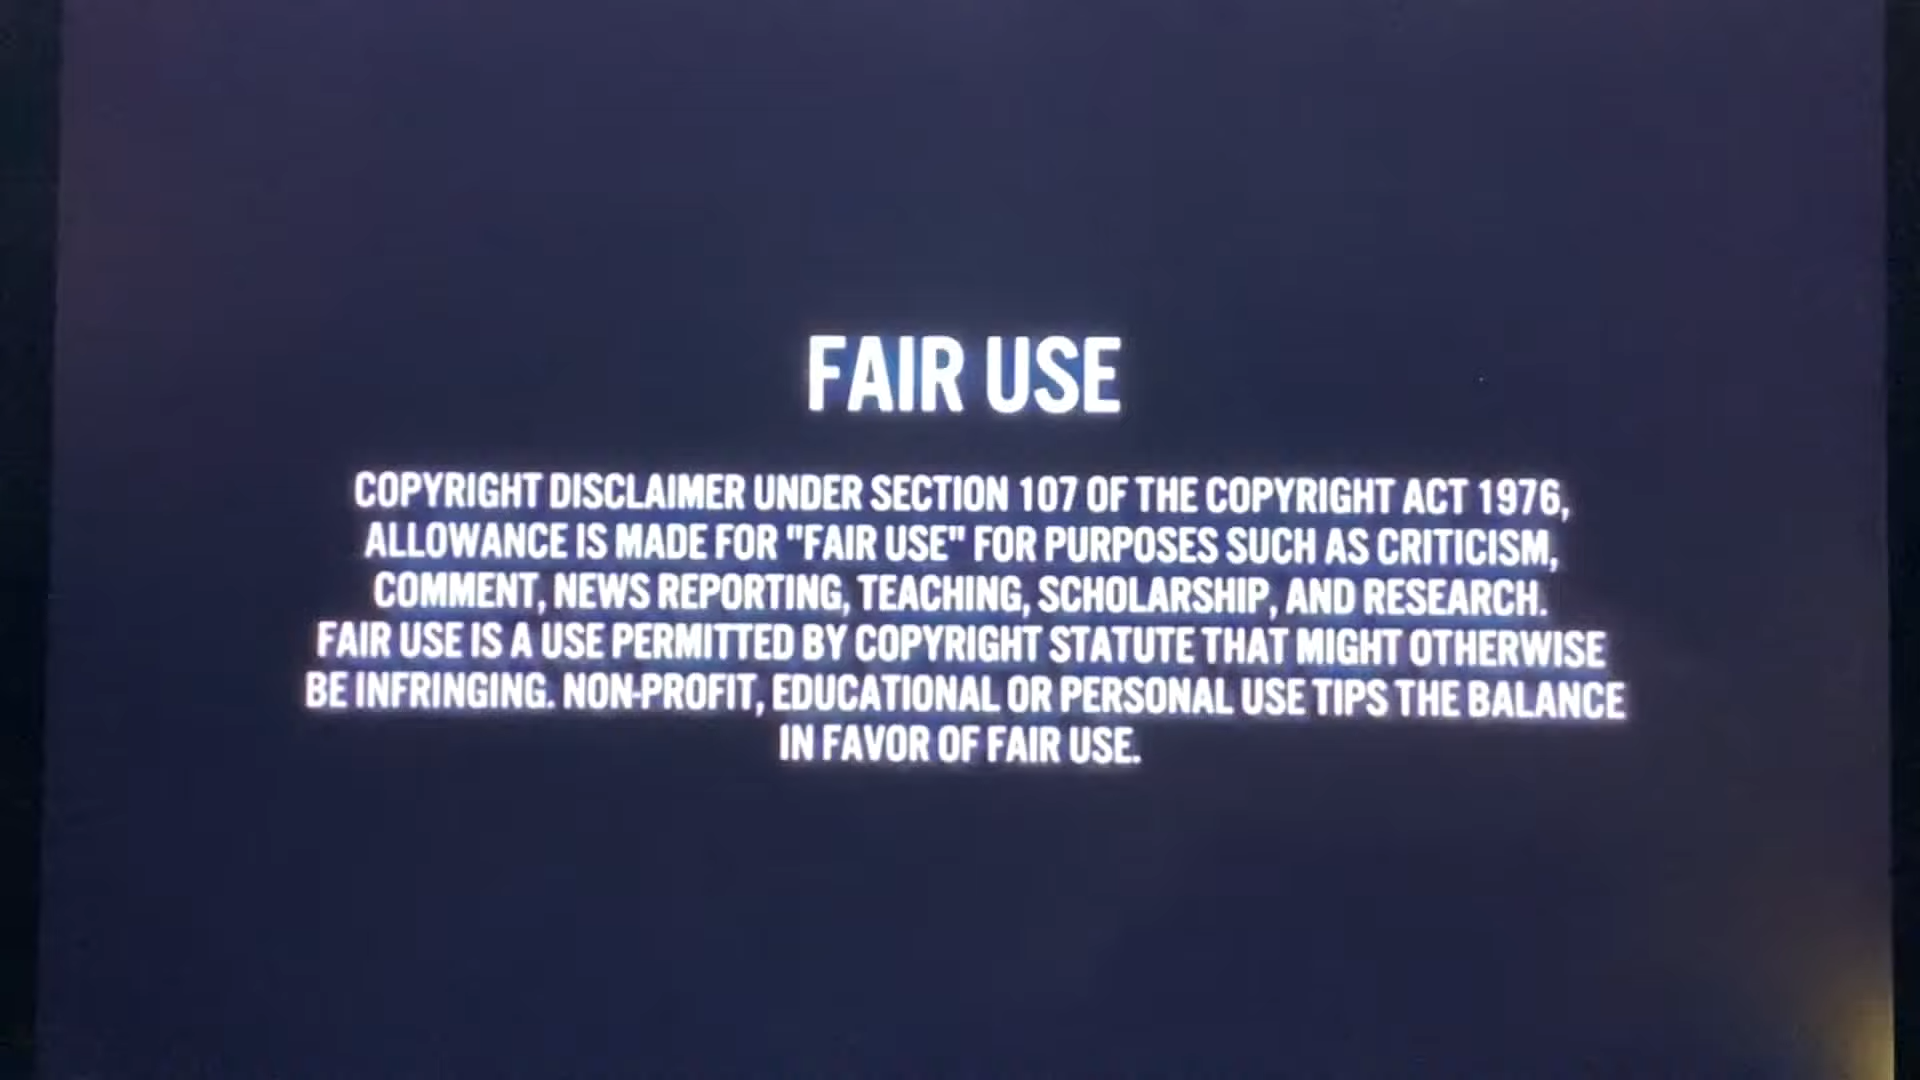 FAIR USE
COPYRIGHT DISCLAIMER UNDER SECTION 107 OF THE COPYRIGHT ACT 1976,
ALLOWANCE IS MADE FOR "FAIR USE" FOR PURPOSES SUCH AS CRITICISM,
COMMENT, NEWS REPORTING, TEACHING, SCHOLARSHIP, AND RESEARCH.
FAIR USE IS A USE PERMITTED BY COPYRIGHT STATUTE THAT MIGHT OTHERWISE
BE INFRINGING. NON-PROFIT, EDUCATIONAL OR PERSONAL USE TIPS THE BALANCE
IN FAVOR OF FAIR USE.